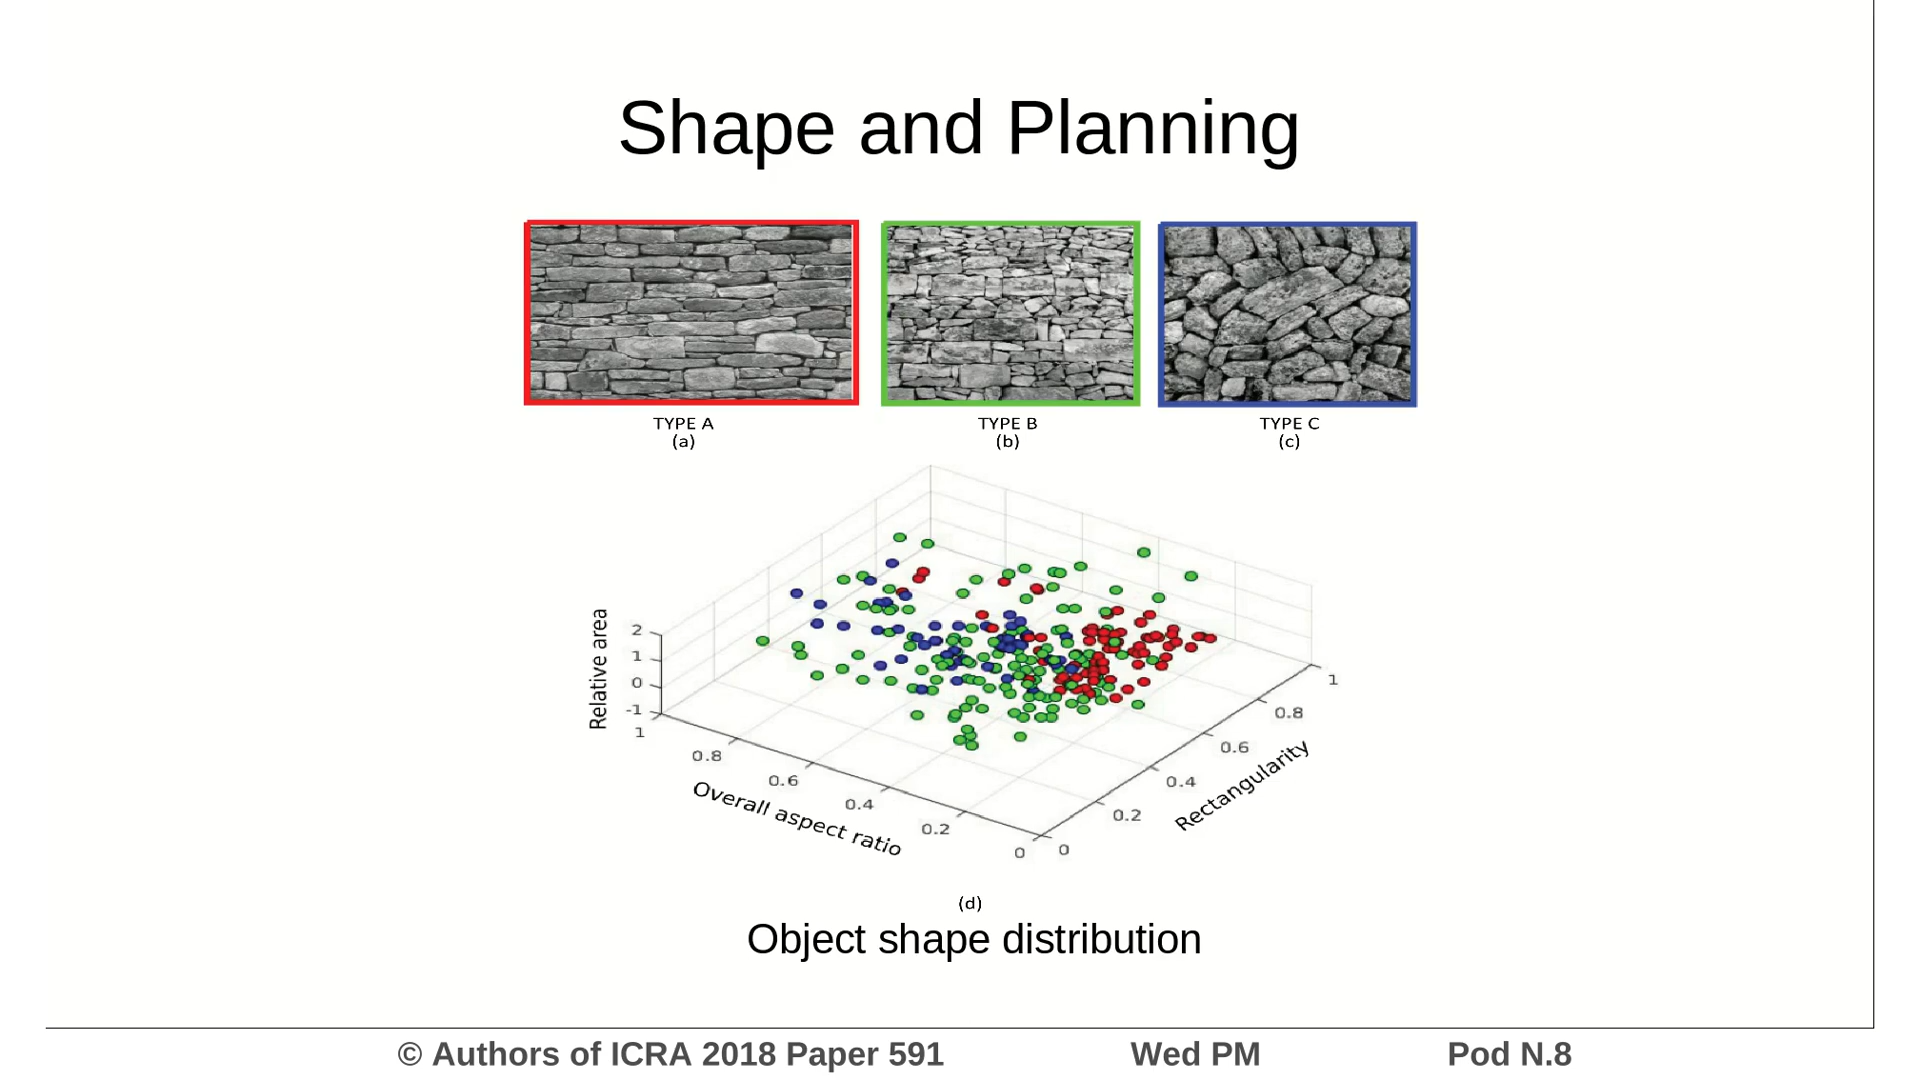 Shape and Planning
TYPE A
(a)
TYPE B
(b)
TYPE C
(c)
Relative area
2
1
0
-1
1
0.8
0.6
0.4
0.2
0
Overall aspect ratio
0
0.2
0.4
0.6
0.8
1
Rectangularity
(d)
Object shape distribution
© Authors of ICRA 2018 Paper 591 Wed PM Pod N.8